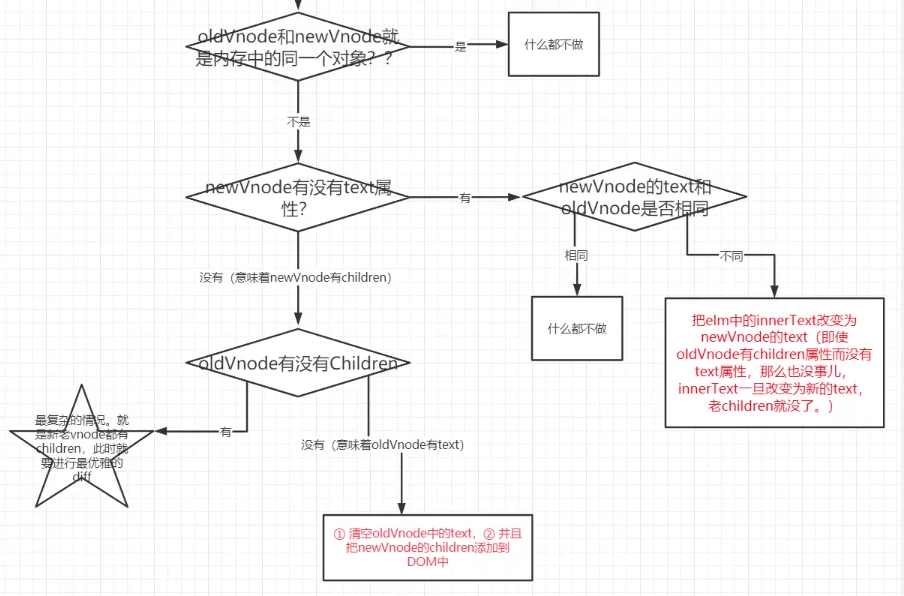 oldVnode和newVnode就
是内存中的同一个对象？？
是
什么都不做
不是
newVnode有没有text属
性？
有
newVnode的text和
oldVnode是否相同
相同
不同
没有（意味着newVnode有children）
什么都不做
把elm中的innerText改变为
newVnode的text（即使
oldVnode有children属性而没有
text属性，那么也没事儿，
innerText一旦改变为新的text，
老children就没了。）
oldVnode有没有Children
有
最复杂的情况。就
是新老vnode都有
children，此时就
要进行最优雅的
diff
没有（意味着oldVnode有text）
① 清空oldVnode中的text，② 并且
把newVnode的children添加到
DOM中